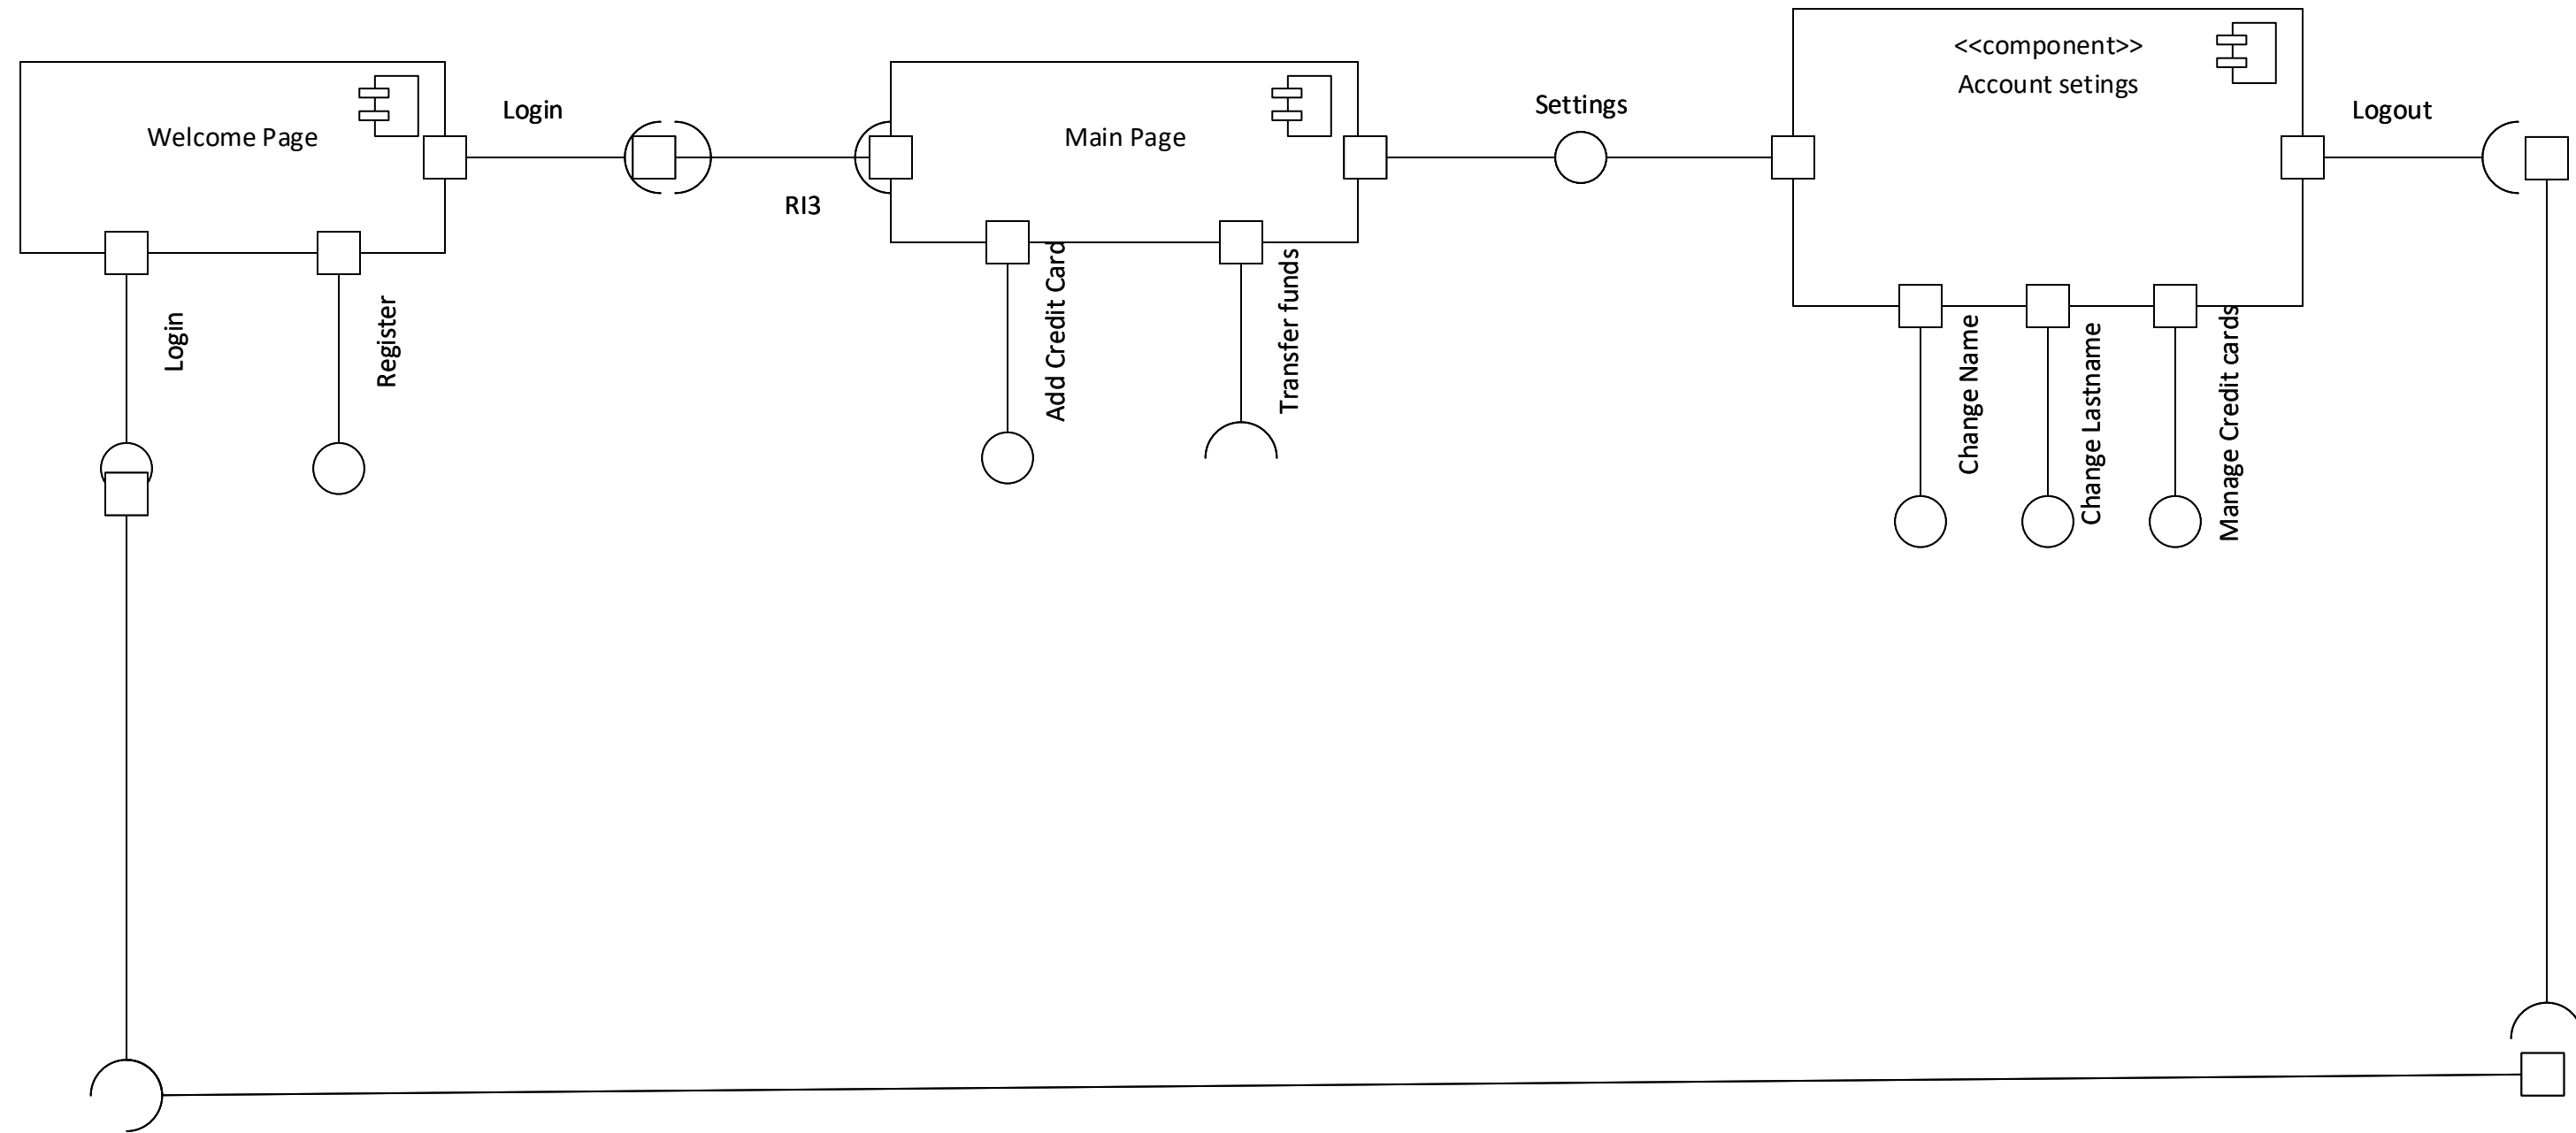 <<component>>
Account setings
Welcome Page
Login
Main Page
Settings
Logout
RI3
Login
Register
Add Credit Card
Transfer funds
Change Name
Change Lastname
Manage Credit cards